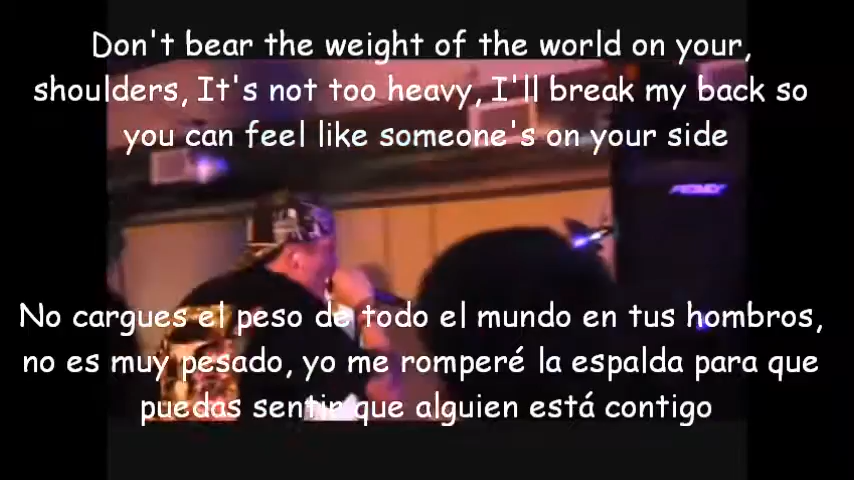 Don't bear the weight of the world on your,
shoulders, It's not too heavy, I'll break my back so
you can feel like someone's on your side
PEAVEY
No cargues el peso de todo el mundo en tus hombros,
no es muy pesado, yo me romperé la espalda para que
puedas sentir que alguien está contigo